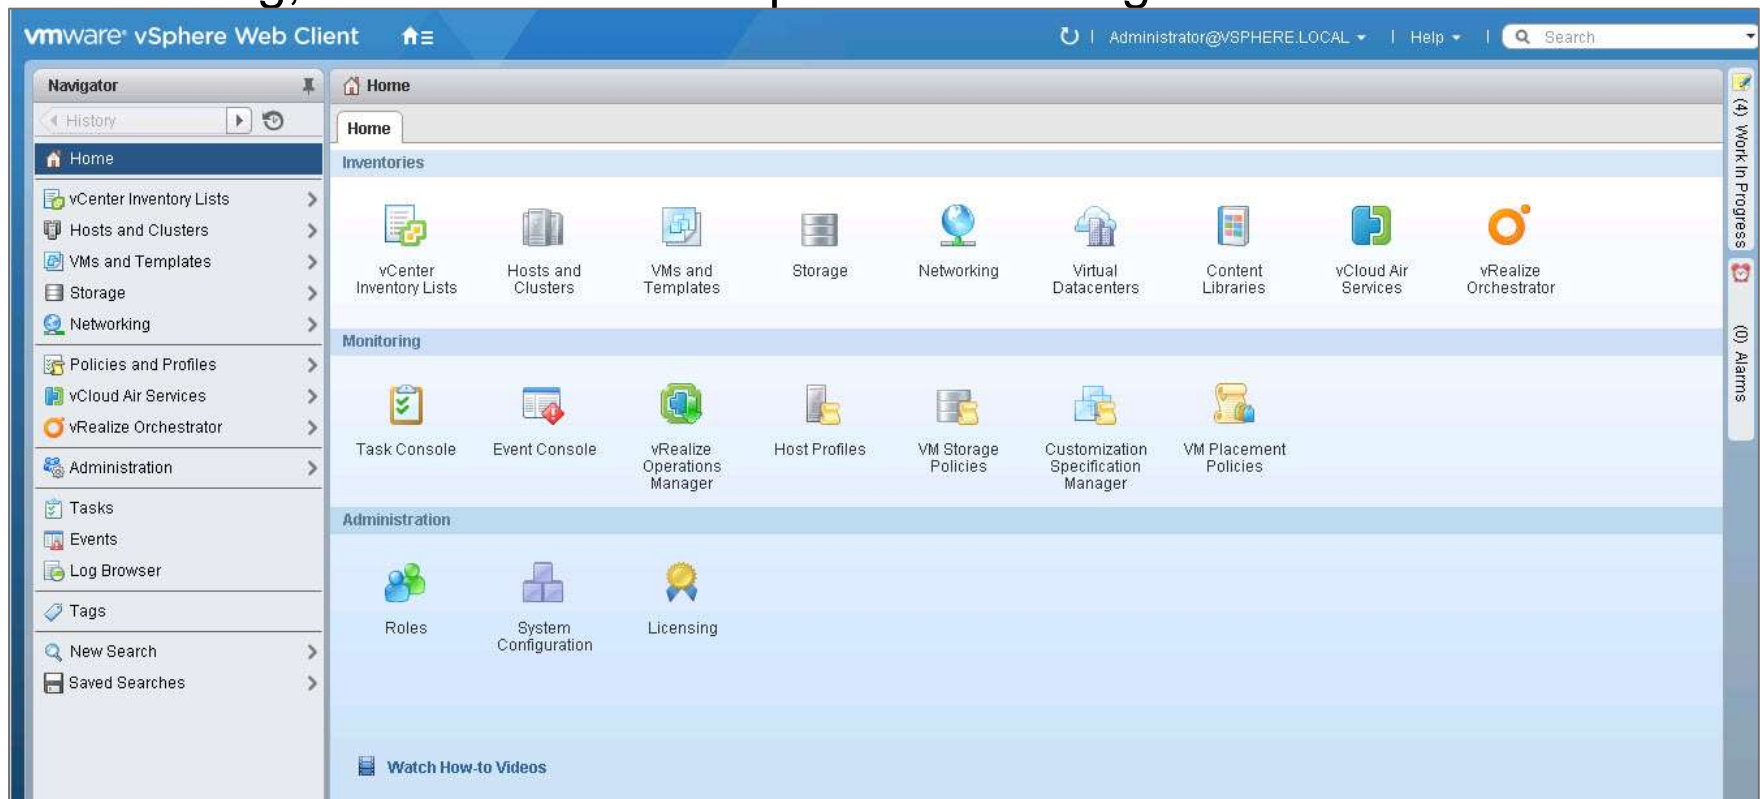 vmware® vSphere Web Client
Administrator@VSPHERE.LOCAL | Help | Search
Navigator
History
Home
vCenter Inventory Lists
Hosts and Clusters
VMs and Templates
Storage
Networking
Policies and Profiles
vCloud Air Services
vRealize Orchestrator
Administration
Tasks
Events
Log Browser
Tags
New Search
Saved Searches
Home
Home
Inventories
vCenter
Inventory Lists
Hosts and
Clusters
VMs and
Templates
Storage
Networking
Virtual
Datacenters
Content
Libraries
vCloud Air
Services
vRealize
Orchestrator
Monitoring
Task Console
Event Console
vRealize
Operations
Manager
Host Profiles
VM Storage
Policies
Customization
Specification
Manager
VM Placement
Policies
Administration
Roles
System
Configuration
Licensing
Watch How-to Videos
(4) Work In Progress
(0) Alarms